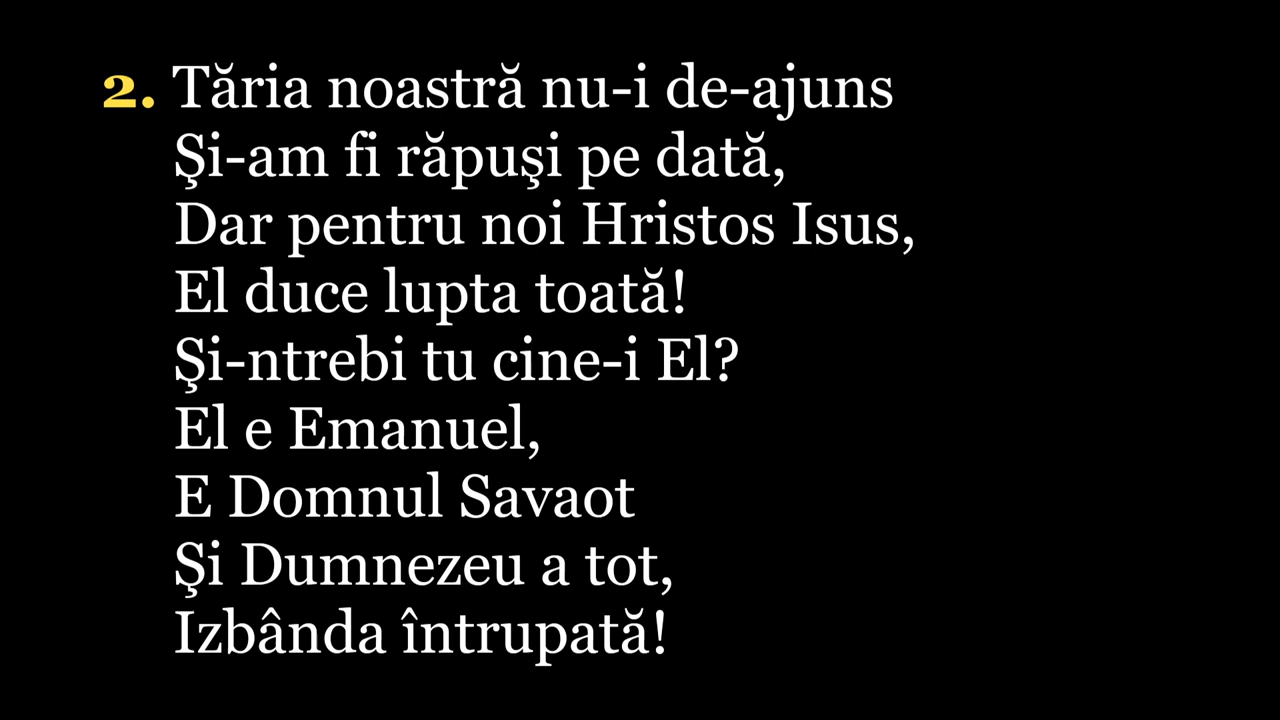 2. Tăria noastră nu-i de-ajuns
Şi-am fi răpuşi pe dată,
Dar pentru noi Hristos Isus,
El duce lupta toată!
Şi-ntrebi tu cine-i El?
El e Emanuel,
E Domnul Savaot
Şi Dumnezeu a tot,
Izbânda întrupată!